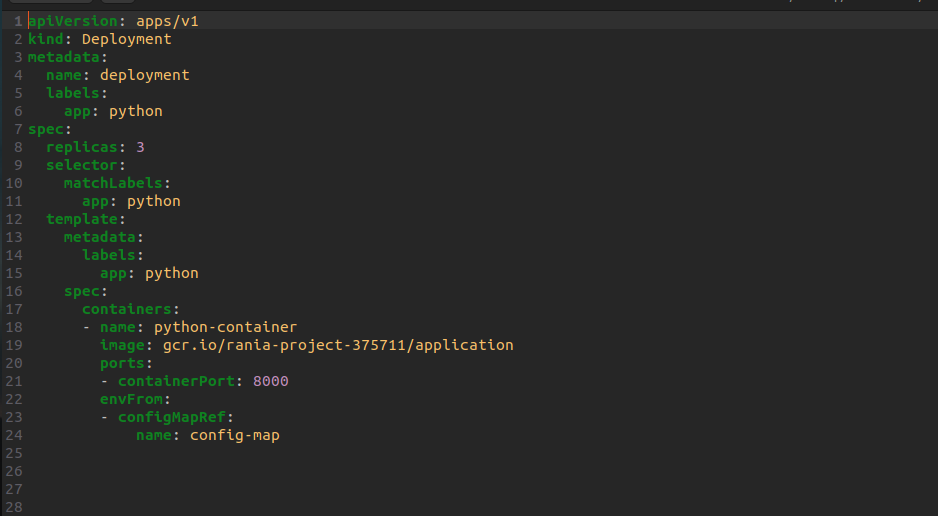 1 apiVersion: apps/v1
2 kind: Deployment
3 metadata:
4   name: deployment
5   labels:
6     app: python
7 spec:
8   replicas: 3
9   selector:
10     matchLabels:
11       app: python
12   template:
13     metadata:
14       labels:
15         app: python
16     spec:
17       containers:
18       - name: python-container
19         image: gcr.io/rania-project-375711/application
20         ports:
21         - containerPort: 8000
22         envFrom:
23         - configMapRef:
24             name: config-map
25
26
27
28